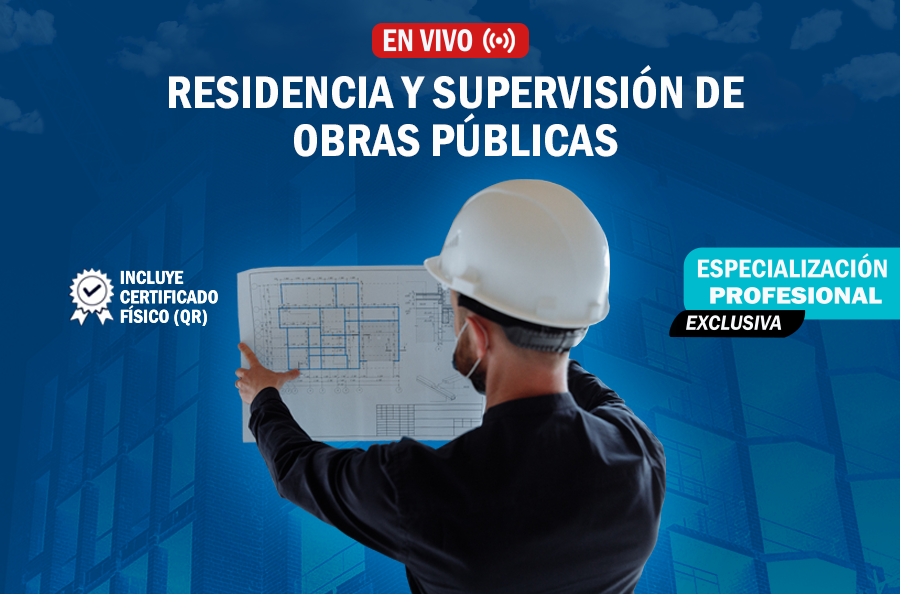 EN VIVO
RESIDENCIA Y SUPERVISIÓN DE
OBRAS PÚBLICAS
INCLUYE
CERTIFICADO
FÍSICO (QR)
ESPECIALIZACIÓN
PROFESIONAL
EXCLUSIVA